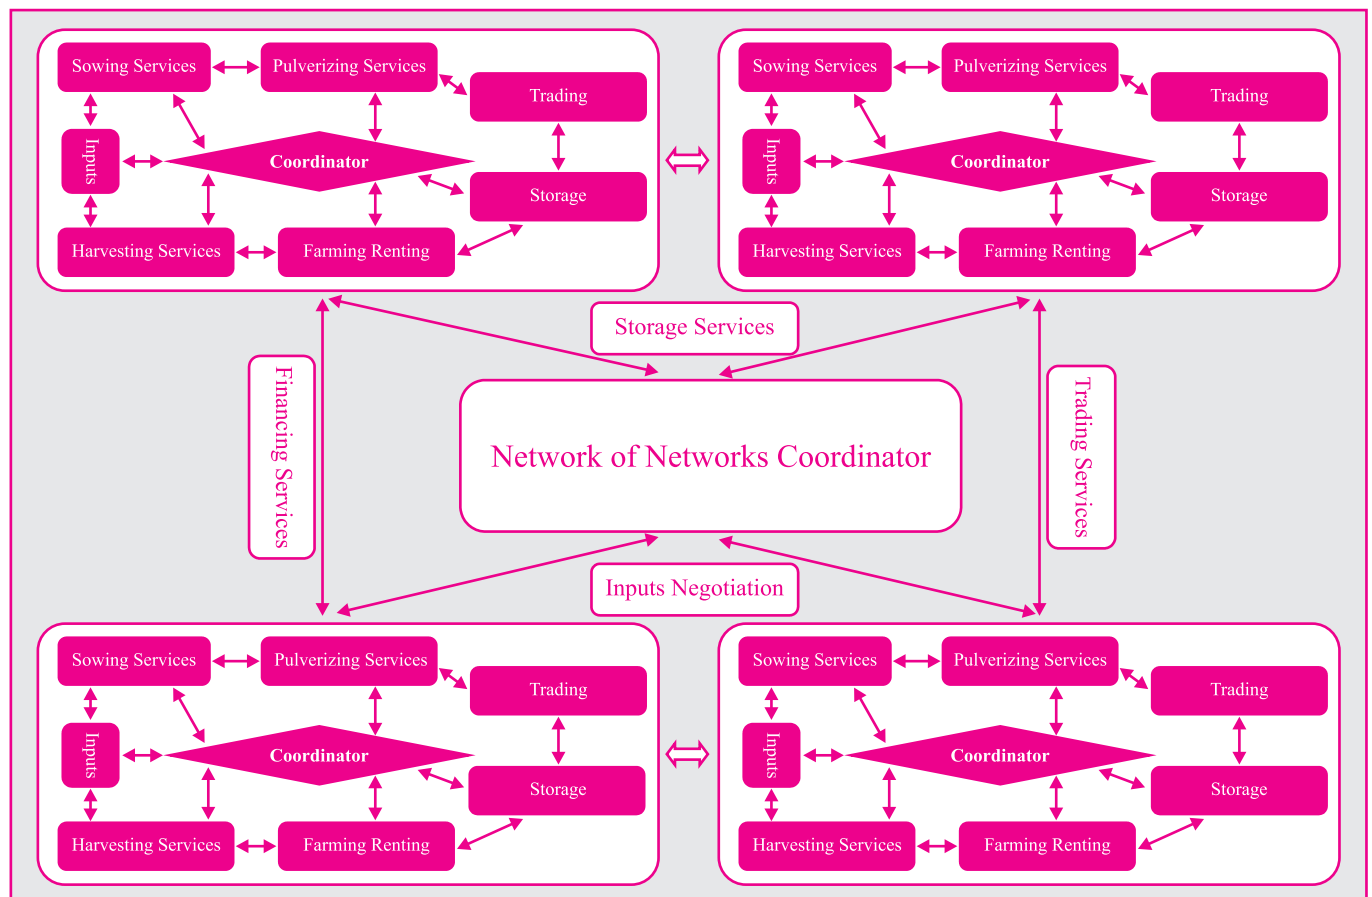 Sowing Services
Pulverizing Services
Trading
Inputs
Coordinator
Storage
Harvesting Services
Farming Renting
Sowing Services
Pulverizing Services
Trading
Inputs
Coordinator
Storage
Harvesting Services
Farming Renting
Storage Services
Financing Services
Network of Networks Coordinator
Trading Services
Inputs Negotiation
Sowing Services
Pulverizing Services
Trading
Inputs
Coordinator
Storage
Harvesting Services
Farming Renting
Sowing Services
Pulverizing Services
Trading
Inputs
Coordinator
Storage
Harvesting Services
Farming Renting